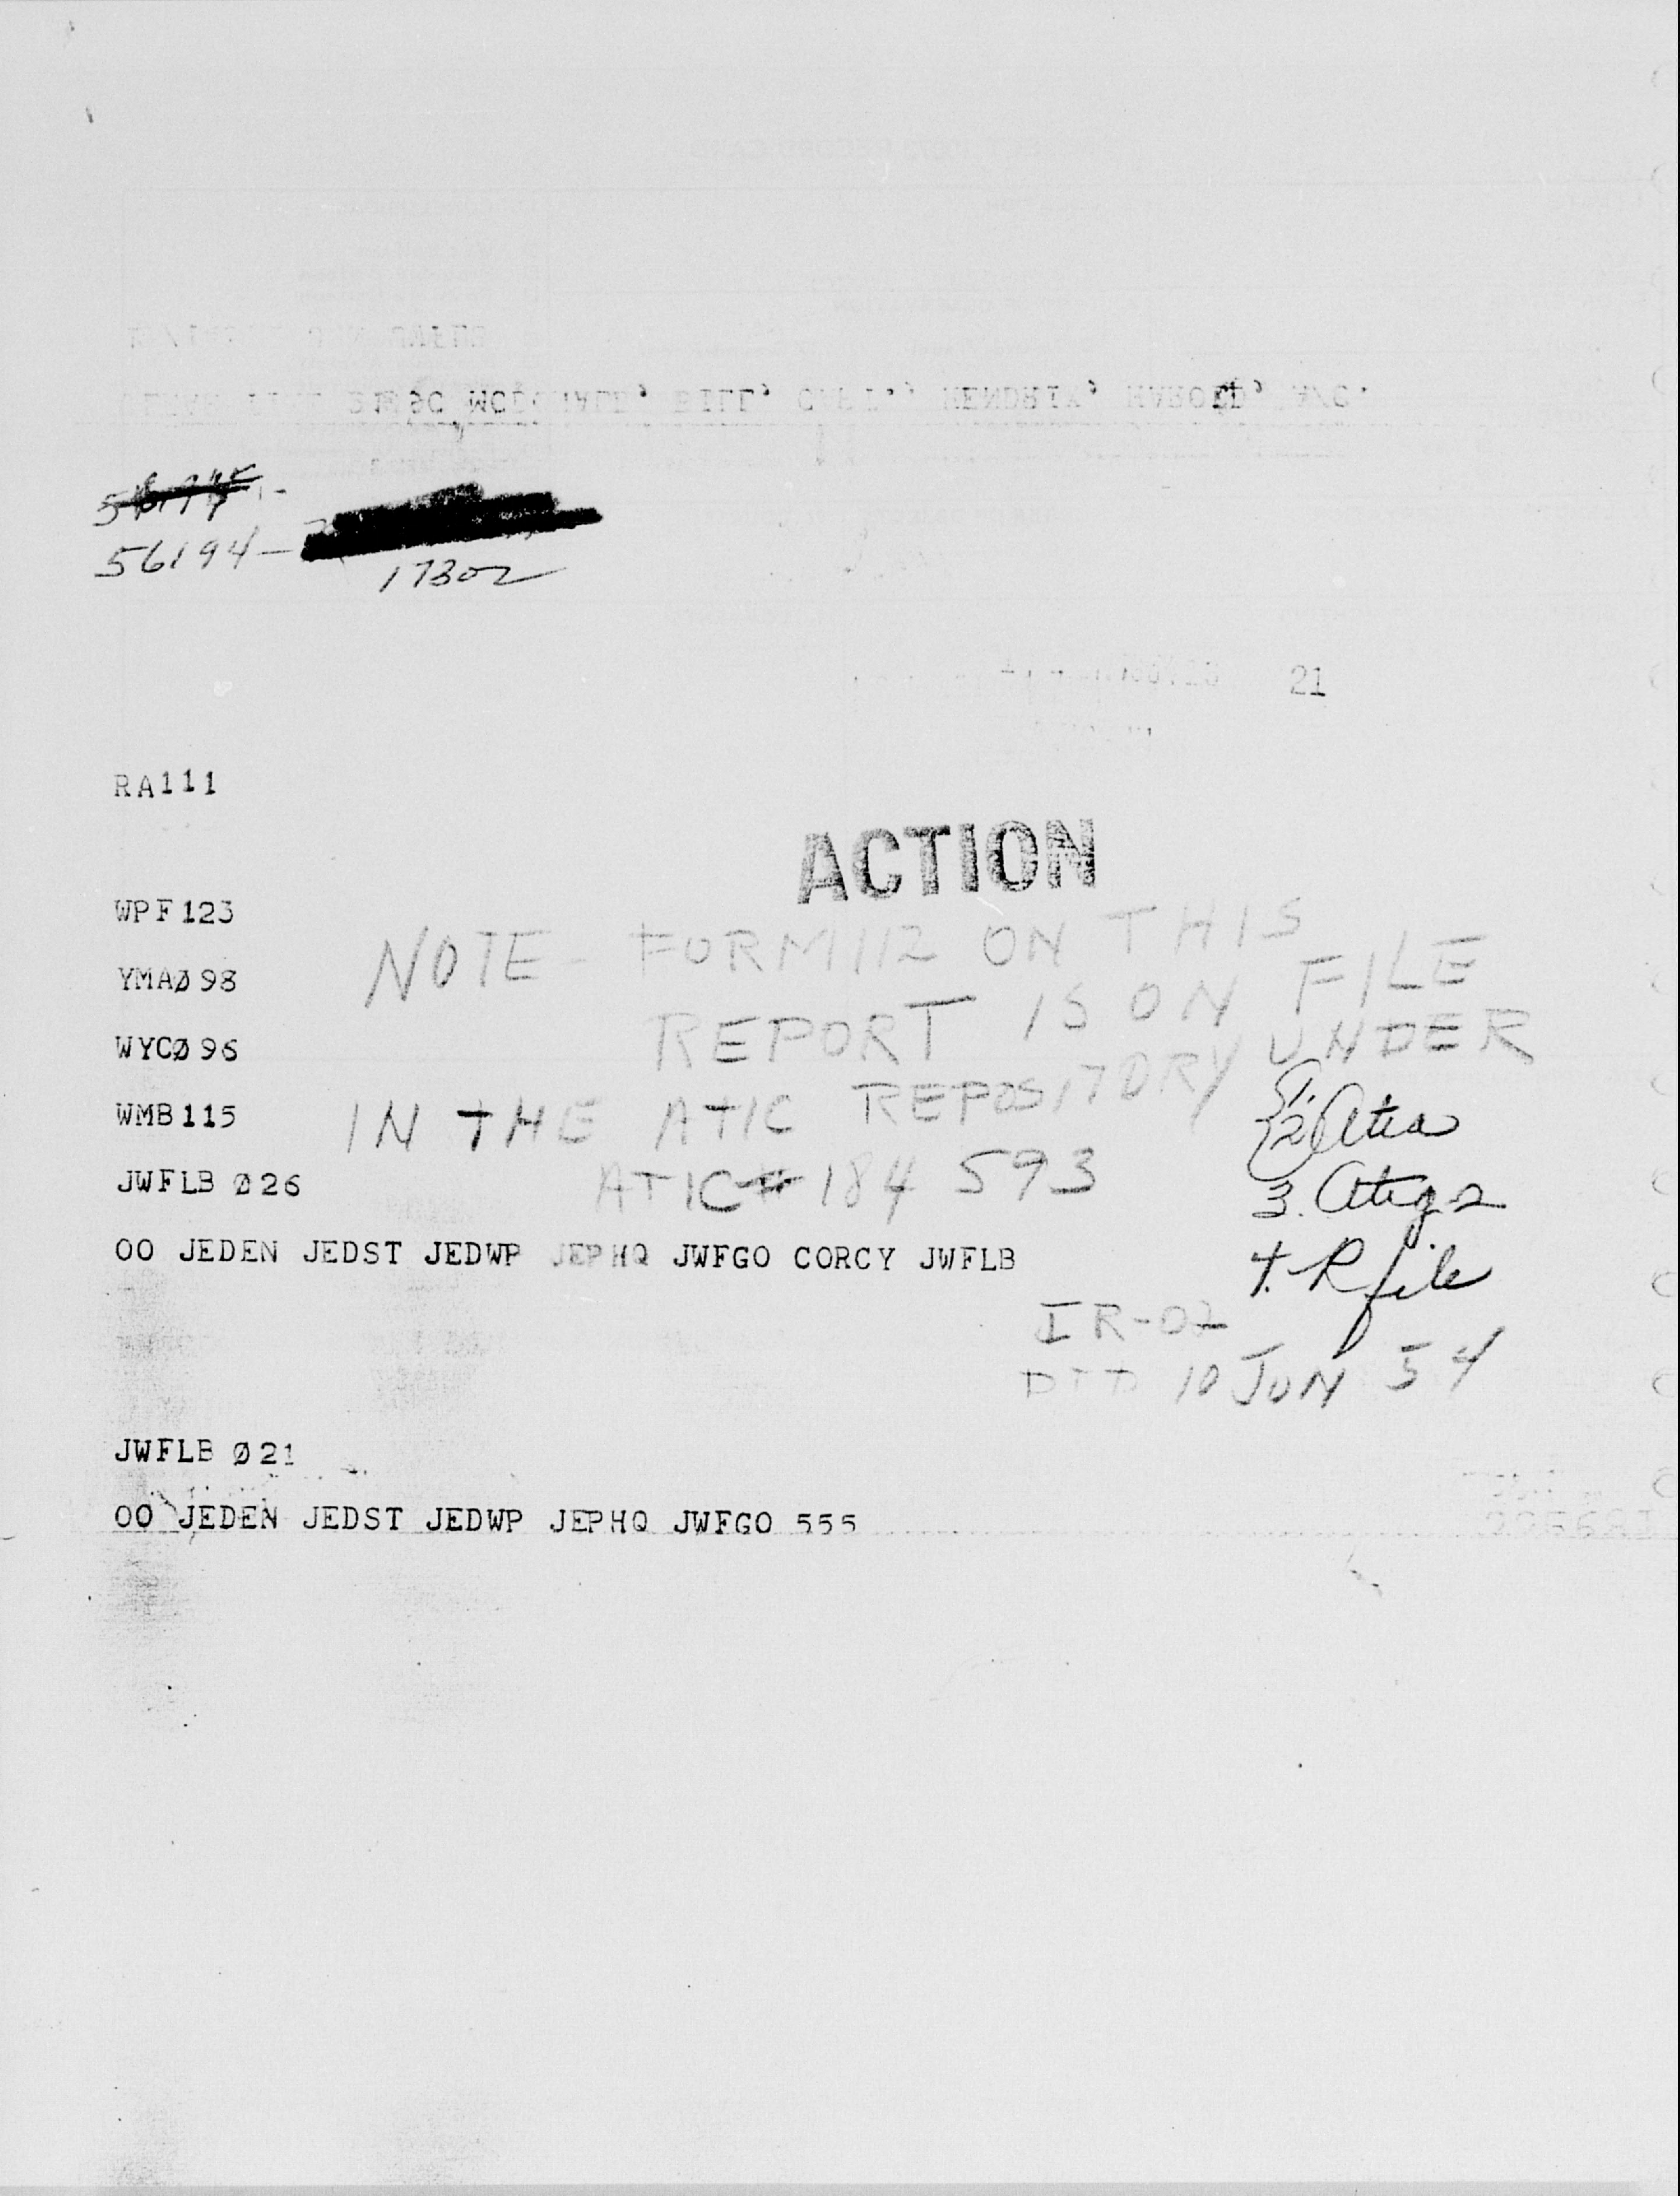 56194-
17302
21
RA111
ACTION
WPF123
NOTE- FORM 112 ON THIS
YMAØ98
REPORT IS ON FILE
WYCØ96
UNDER
WMB115
IN THE ATIC REPOSITORY
JWFLB Ø26
ATIC# 184 593
3.
4. R file
OO JEDEN JEDST JEDWP JEPHQ JWFGO CORCY JWFLB
IR-02
DTD 10 JUN 54
JWFLB Ø21
OO JEDEN JEDST JEDWP JEPHQ JWFGO 555